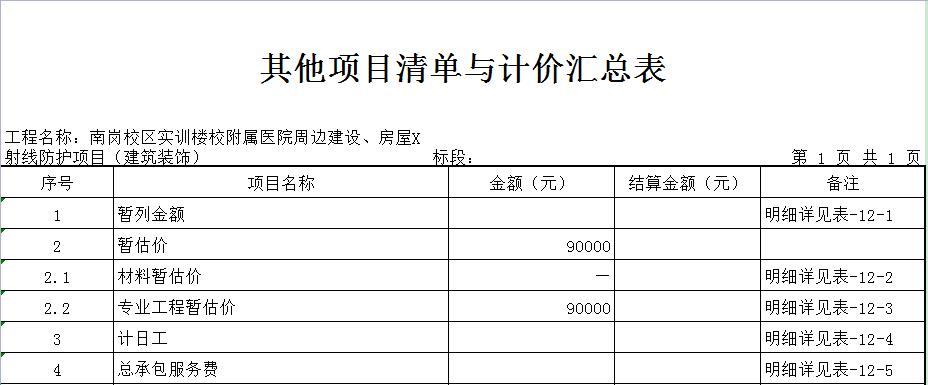 其他项目清单与计价汇总表
工程名称：南岗校区实训楼校附属医院周边建设、房屋X
射线防护项目（建筑装饰） 标段： 第 1 页 共 1 页
序号 项目名称 金额（元） 结算金额（元） 备注
1 暂列金额 明细详见表-12-1
2 暂估价 90000
2.1 材料暂估价 — 明细详见表-12-2
2.2 专业工程暂估价 90000 明细详见表-12-3
3 计日工 明细详见表-12-4
4 总承包服务费 明细详见表-12-5